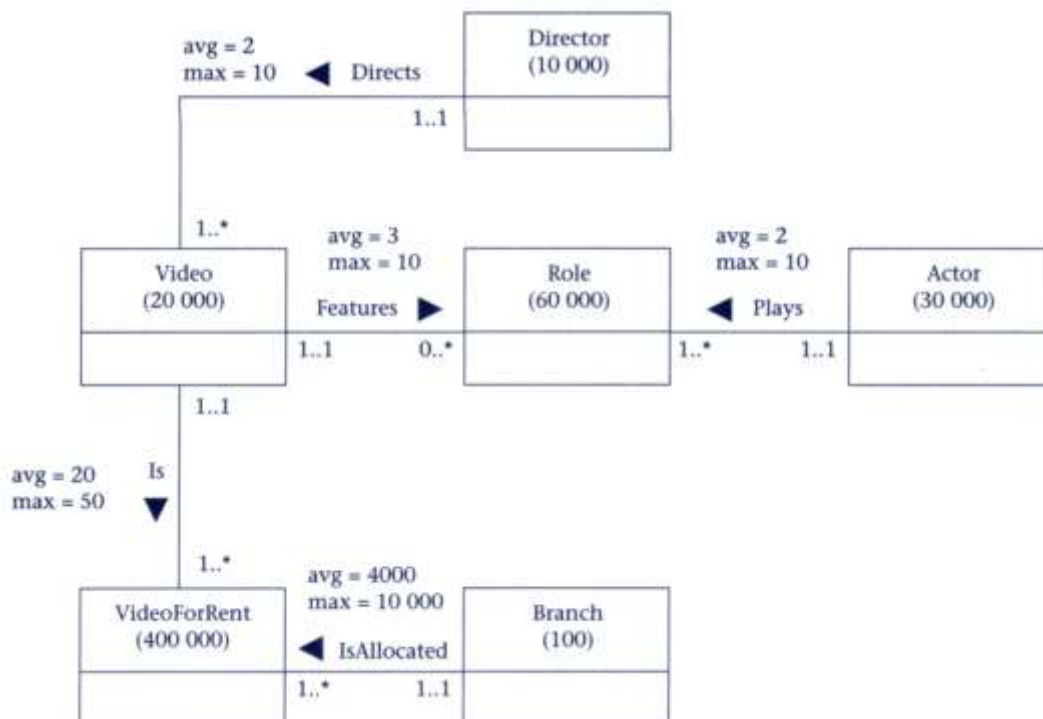 Director
(10 000)
avg = 2
max = 10
Directs
1..1
1..*
avg = 3
max = 10
avg = 2
max = 10
Video
(20 000)
Role
(60 000)
Actor
(30 000)
Features
Plays
1..1
0..*
1..*
1..1
1..1
avg = 20
max = 50
Is
1..*
avg = 4000
max = 10 000
VideoForRent
(400 000)
Branch
(100)
IsAllocated
1..*
1..1